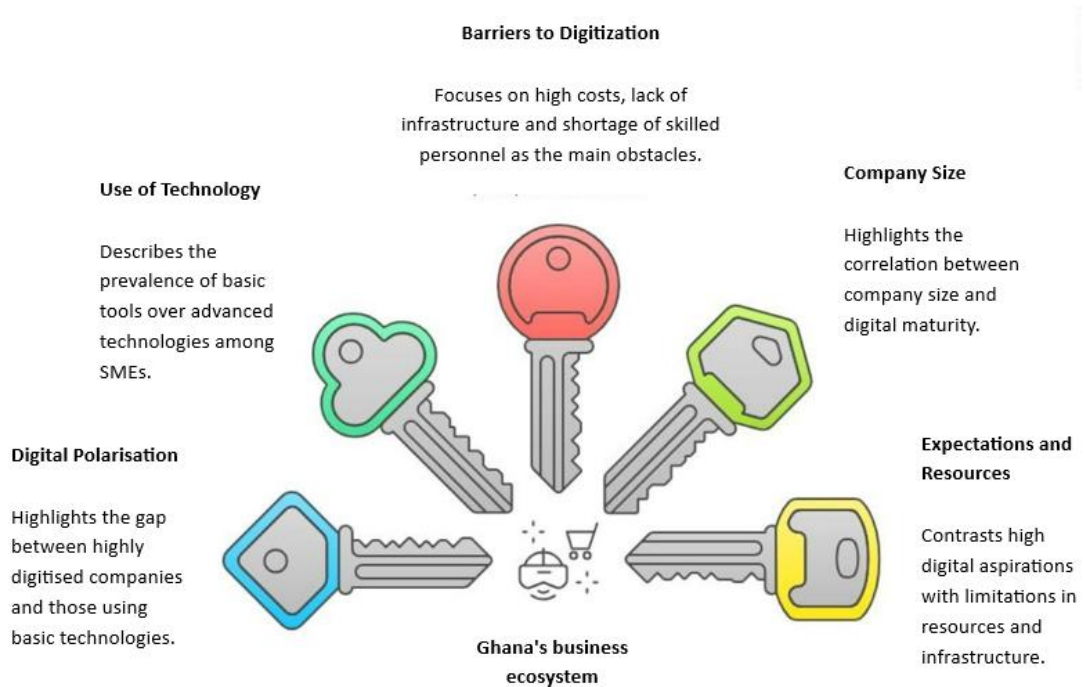 Barriers to Digitization
Focuses on high costs, lack of
infrastructure and shortage of skilled
personnel as the main obstacles.
Use of Technology
Describes the
prevalence of basic
tools over advanced
technologies among
SMEs.
Company Size
Highlights the
correlation between
company size and
digital maturity.
Digital Polarisation
Highlights the gap
between highly
digitised companies
and those using
basic technologies.
Expectations and
Resources
Contrasts high
digital aspirations
with limitations in
resources and
infrastructure.
Ghana's business
ecosystem